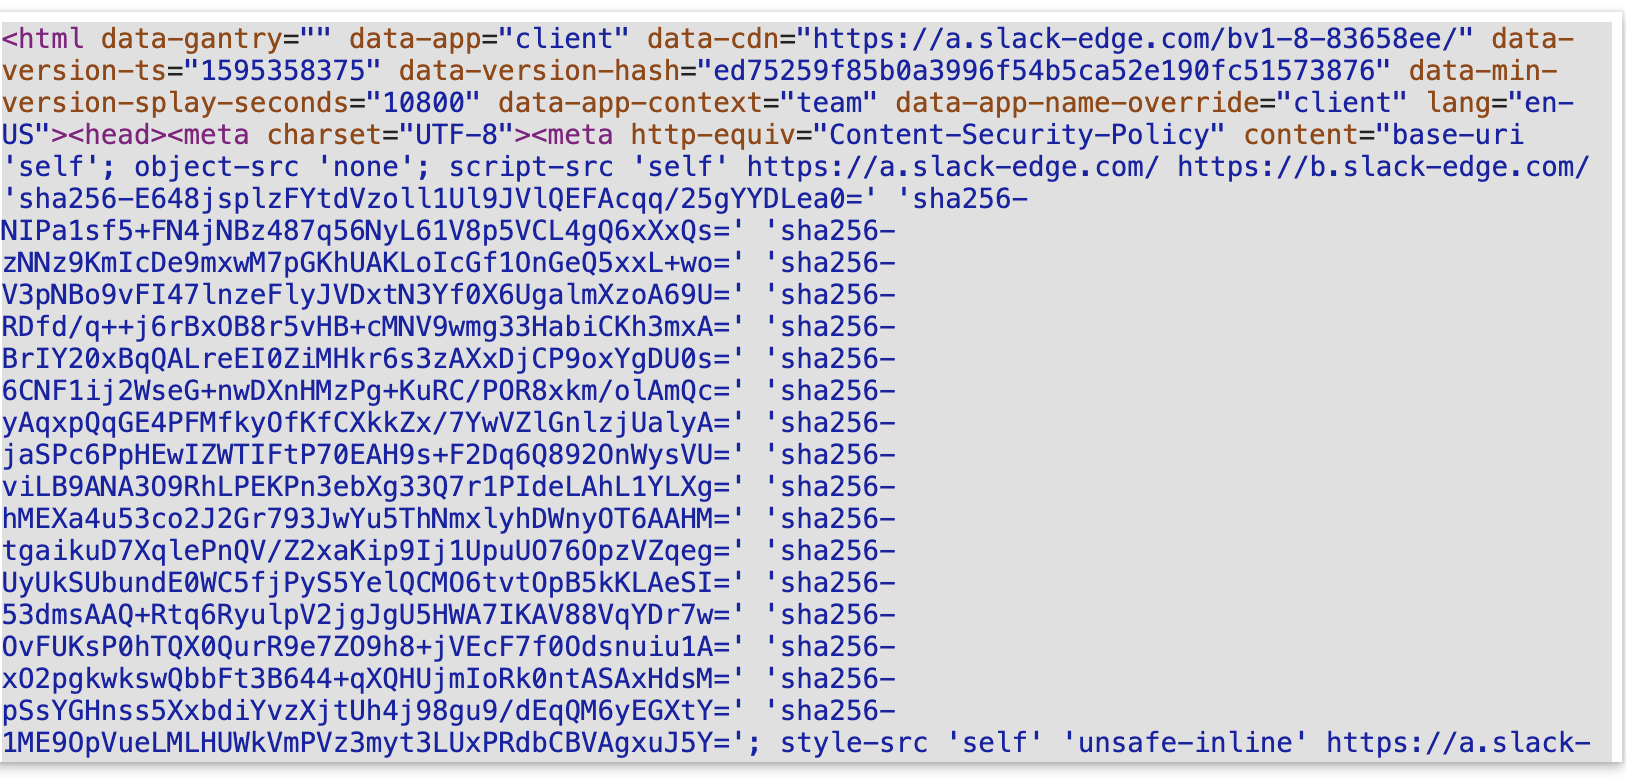 <html data-gantry="" data-app="client" data-cdn="https://a.slack-edge.com/bv1-8-83658ee/" data-
version-ts="1595358375" data-version-hash="ed75259f85b0a3996f54b5ca52e190fc51573876" data-min-
version-splay-seconds="10800" data-app-context="team" data-app-name-override="client" lang="en-
US"><head><meta charset="UTF-8"><meta http-equiv="Content-Security-Policy" content="base-uri
'self'; object-src 'none'; script-src 'self' https://a.slack-edge.com/ https://b.slack-edge.com/
'sha256-E648jsplzFYtdVzoll1Ul9JVlQEFAcqq/25gYYDLea0=' 'sha256-
NIPa1sf5+FN4jNBz487q56NyL61V8p5VCL4gQ6xXxQs=' 'sha256-
zNNz9KmIcDe9mxwM7pGKhUAKLoIcGf1OnGeQ5xxL+wo=' 'sha256-
V3pNBo9vFI47lnzeFlyJVDxtN3Yf0X6UgalmXzoA69U=' 'sha256-
RDfd/q++j6rBxOB8r5vHB+cMNV9wmg33HabiCKh3mxA=' 'sha256-
BrIY20xBqQALreEI0ZiMHkr6s3zAXxDjCP9oxYgDU0s=' 'sha256-
6CNF1ij2WseG+nwDXnHMzPg+KuRC/POR8xkm/olAmQc=' 'sha256-
yAqxpQqGE4PFMfkyOfKfCXkkZx/7YwVZlGnlzjUalyA=' 'sha256-
jaSPc6PpHEwIZWTIFtP70EAH9s+F2Dq6Q892OnWysVU=' 'sha256-
viLB9ANA3O9RhLPEKPn3ebXg33Q7r1PIdeLAhL1YLXg=' 'sha256-
hMEXa4u53co2J2Gr793JwYu5ThNmxlyhDWnyOT6AAHM=' 'sha256-
tgaikuD7XqlePnQV/Z2xaKip9Ij1UpuUO76OpzVZqeg=' 'sha256-
UyUkSUbundE0WC5fjPyS5YelQCMO6tvtOpB5kKLAeSI=' 'sha256-
53dmsAAQ+Rtq6RyulpV2jgJgU5HWA7IKAV88VqYDr7w=' 'sha256-
OvFUKsP0hTQX0QurR9e7ZO9h8+jVEcF7f0Odsnuiu1A=' 'sha256-
xO2pgkwkswQbbFt3B644+qXQHUjmIoRk0ntASAxHdsM=' 'sha256-
pSsYGHnss5XxbdiYvzXjtUh4j98gu9/dEqQM6yEGXtY=' 'sha256-
1ME9OpVueLMLHUWkVmPVz3myt3LUxPRdbCBVAgxuJ5Y='; style-src 'self' 'unsafe-inline' https://a.slack-